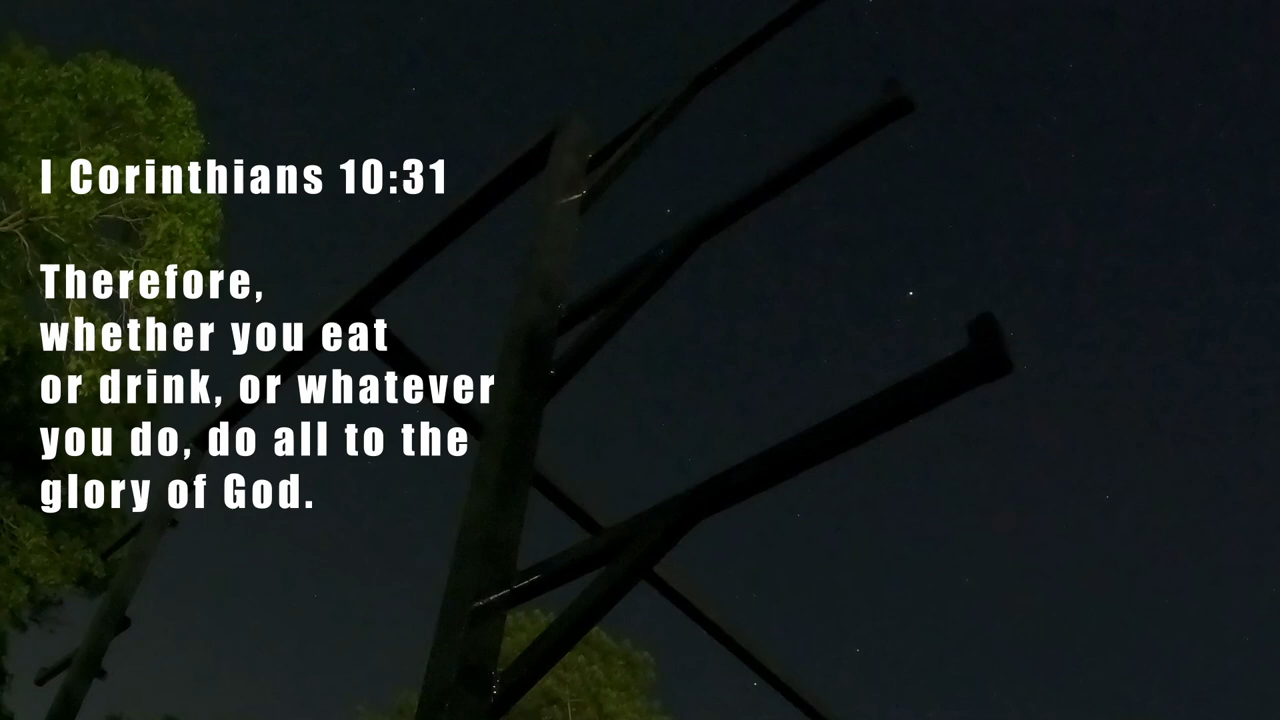 I Corinthians 10:31
Therefore,
whether you eat
or drink, or whatever
you do, do all to the
glory of God.